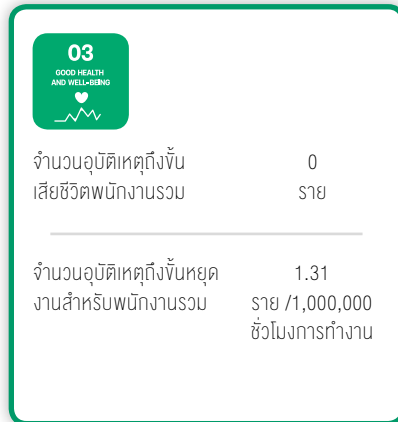 03
GOOD HEALTH
AND WELL-BEING
จำนวนอุบัติเหตุถึงขั้น 0
เสียชีวิตพนักงานรวม ราย
จำนวนอุบัติเหตุถึงขั้นหยุด 1.31
งานสำหรับพนักงานรวม ราย /1,000,000
ชั่วโมงการทำงาน